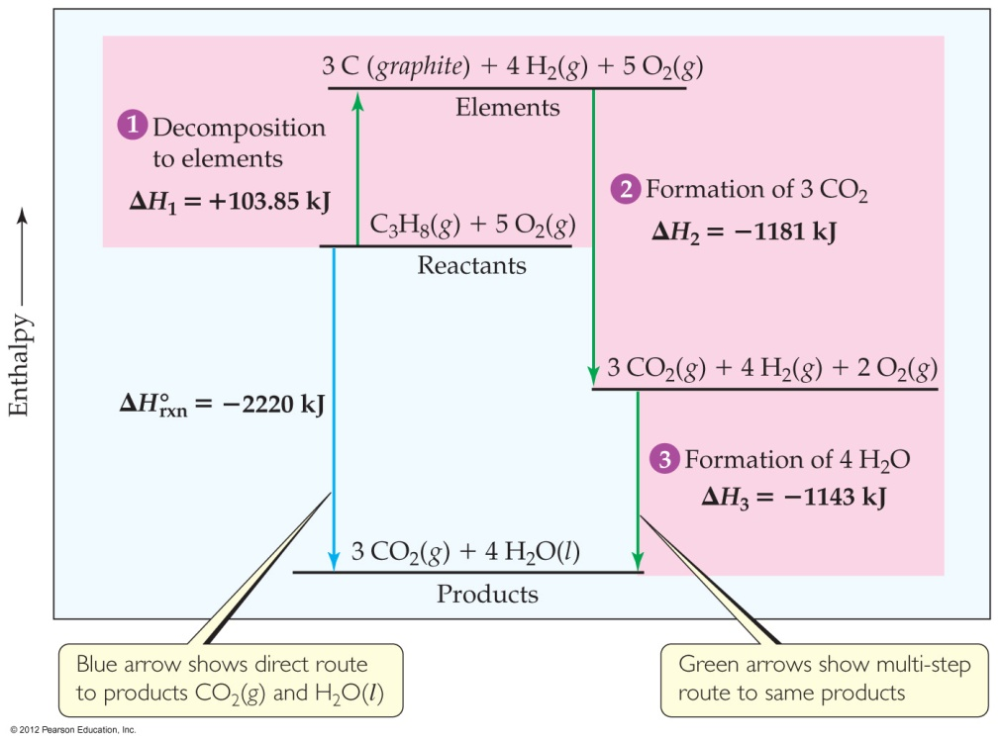 3 C (graphite) + 4 H₂(g) + 5 O₂(g)
Elements
1 Decomposition
to elements
ΔH₁ = +103.85 kJ
2 Formation of 3 CO₂
ΔH₂ = −1181 kJ
C₃H₈(g) + 5 O₂(g)
Reactants
Enthalpy
3 CO₂(g) + 4 H₂(g) + 2 O₂(g)
ΔH°rxn = −2220 kJ
3 Formation of 4 H₂O
ΔH₃ = −1143 kJ
3 CO₂(g) + 4 H₂O(l)
Products
Blue arrow shows direct route
to products CO₂(g) and H₂O(l)
Green arrows show multi-step
route to same products
© 2012 Pearson Education, Inc.